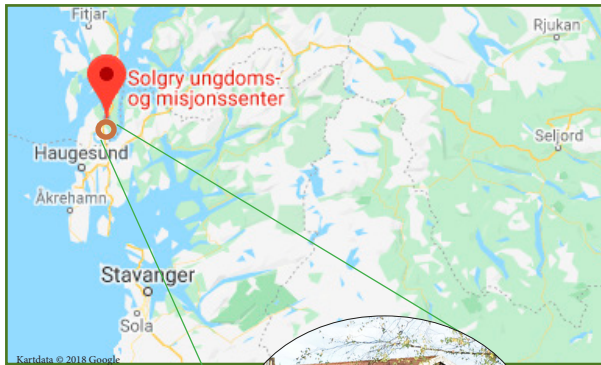 Fitjar
Rjukan
Solgry ungdoms-
og misjonssenter
Seljord
Haugesund
Åkrehamn
Stavanger
Sola
Kartdata © 2018 Google